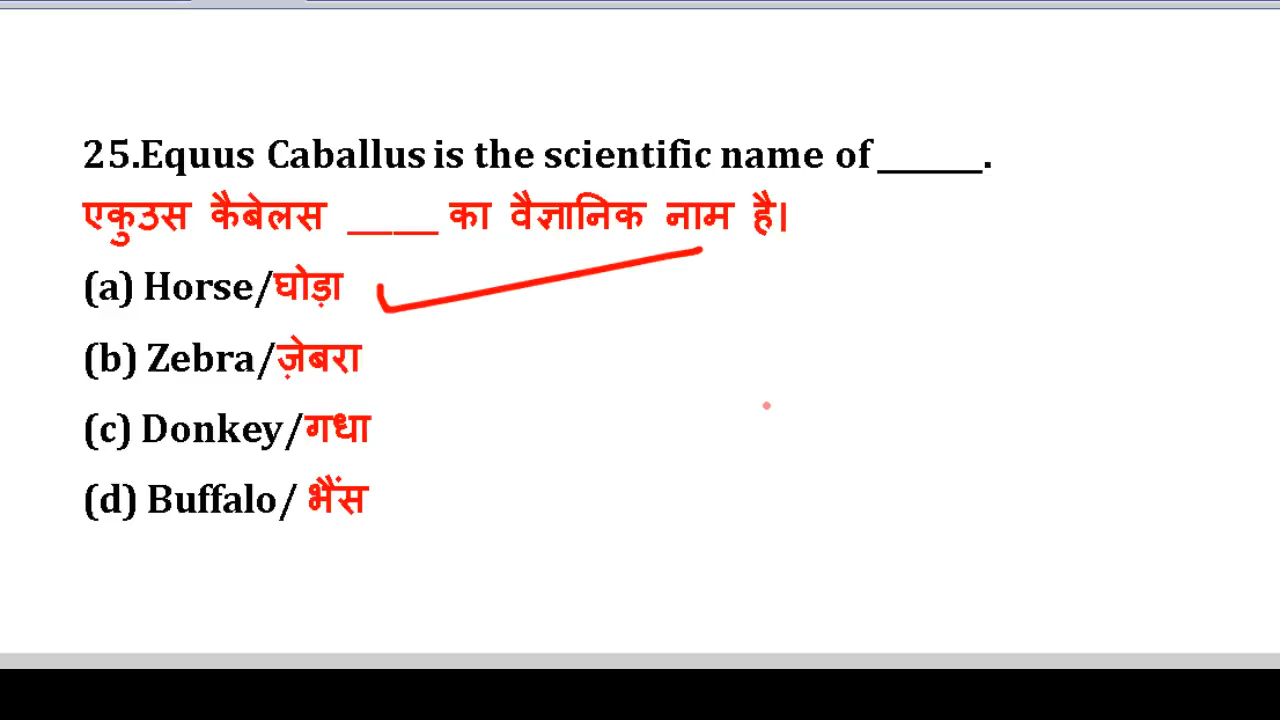 25.Equus Caballus is the scientific name of ______.
एकुउस कैबेलस _____ का वैज्ञानिक नाम है।
(a) Horse/घोड़ा
(b) Zebra/ज़ेबरा
(c) Donkey/गधा
(d) Buffalo/ भैंस